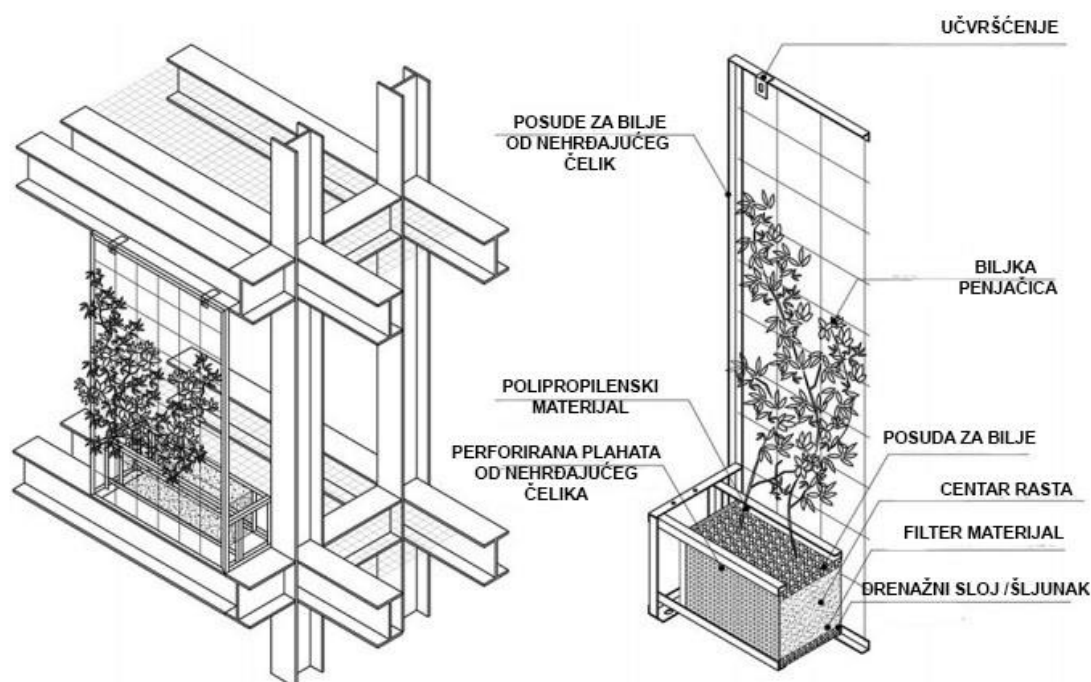 UČVRŠĆENJE
POSUDE ZA BILJE
OD NEHRĐAJUĆEG
ČELIK
BILJKA
PENJAČICA
POLIPROPILENSKI
MATERIJAL
POSUDA ZA BILJE
PERFORIRANA PLAHATA
OD NEHRĐAJUĆEG
ČELIKA
CENTAR RASTA
FILTER MATERIJAL
DRENAŽNI SLOJ /ŠLJUNAK